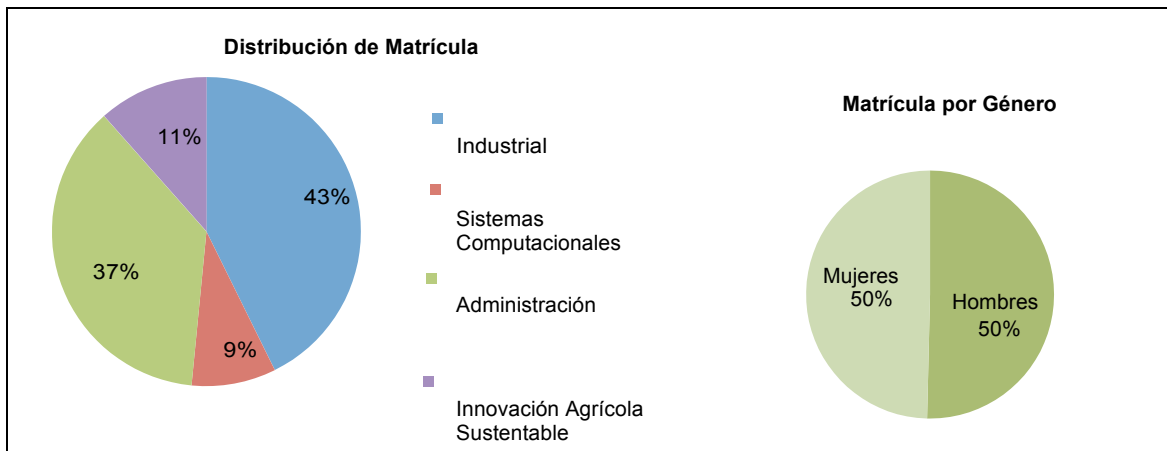 Distribución de Matrícula
11%
43%
37%
9%
Industrial
Sistemas
Computacionales
Administración
Innovación Agrícola
Sustentable
Matrícula por Género
Mujeres
50%
Hombres
50%